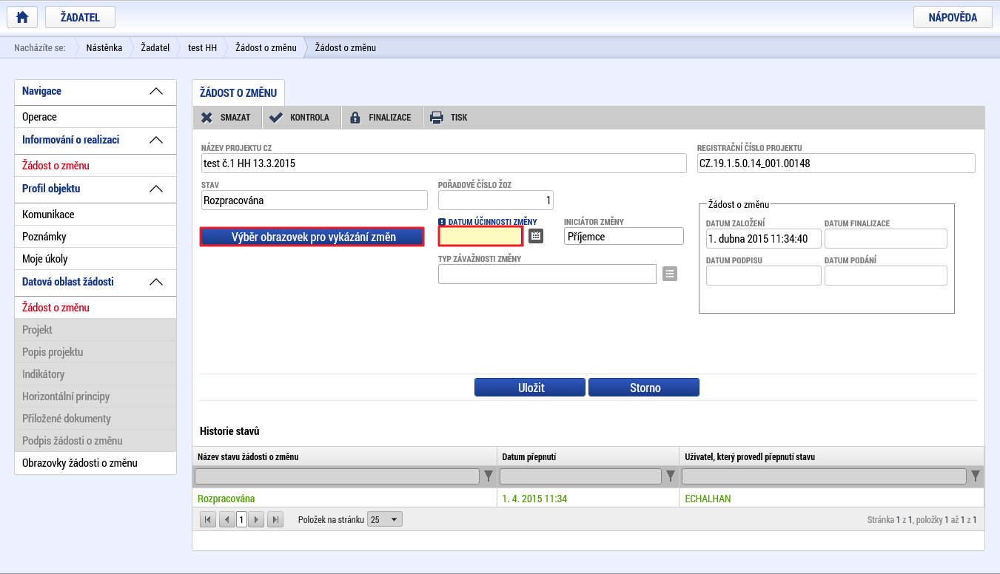 ŽADATEL
NÁPOVĚDA
Nacházíte se: Nástěnka Žadatel test HH Žádost o změnu Žádost o změnu
Navigace
Operace
Informování o realizaci
Žádost o změnu
Profil objektu
Komunikace
Poznámky
Moje úkoly
Datová oblast žádosti
Žádost o změnu
Projekt
Popis projektu
Indikátory
Horizontální principy
Přiložené dokumenty
Podpis žádosti o změnu
Obrazovky žádosti o změnu
ŽÁDOST O ZMĚNU
SMAZAT KONTROLA FINALIZACE TISK
NÁZEV PROJEKTU CZ REGISTRAČNÍ ČÍSLO PROJEKTU
test č.1 HH 13.3.2015 CZ.19.1.5.0.14_001.00148
STAV POŘADOVÉ ČÍSLO ŽOZ
Rozpracována 1
Žádost o změnu
DATUM ÚČINNOSTI ZMĚNY INICIÁTOR ZMĚNY DATUM ZALOŽENÍ DATUM FINALIZACE
Výběr obrazovek pro vykázání změn Příjemce 1. dubna 2015 11:34:40
TYP ZÁVAŽNOSTI ZMĚNY DATUM PODPISU DATUM PODÁNÍ
Uložit Storno
Historie stavů
Název stavu žádosti o změnu Datum přepnutí Uživatel, který provedl přepnutí stavu
Rozpracována 1. 4. 2015 11:34 ECHALHAN
1 Položek na stránku 25 Stránka 1 z 1, položky 1 až 1 z 1